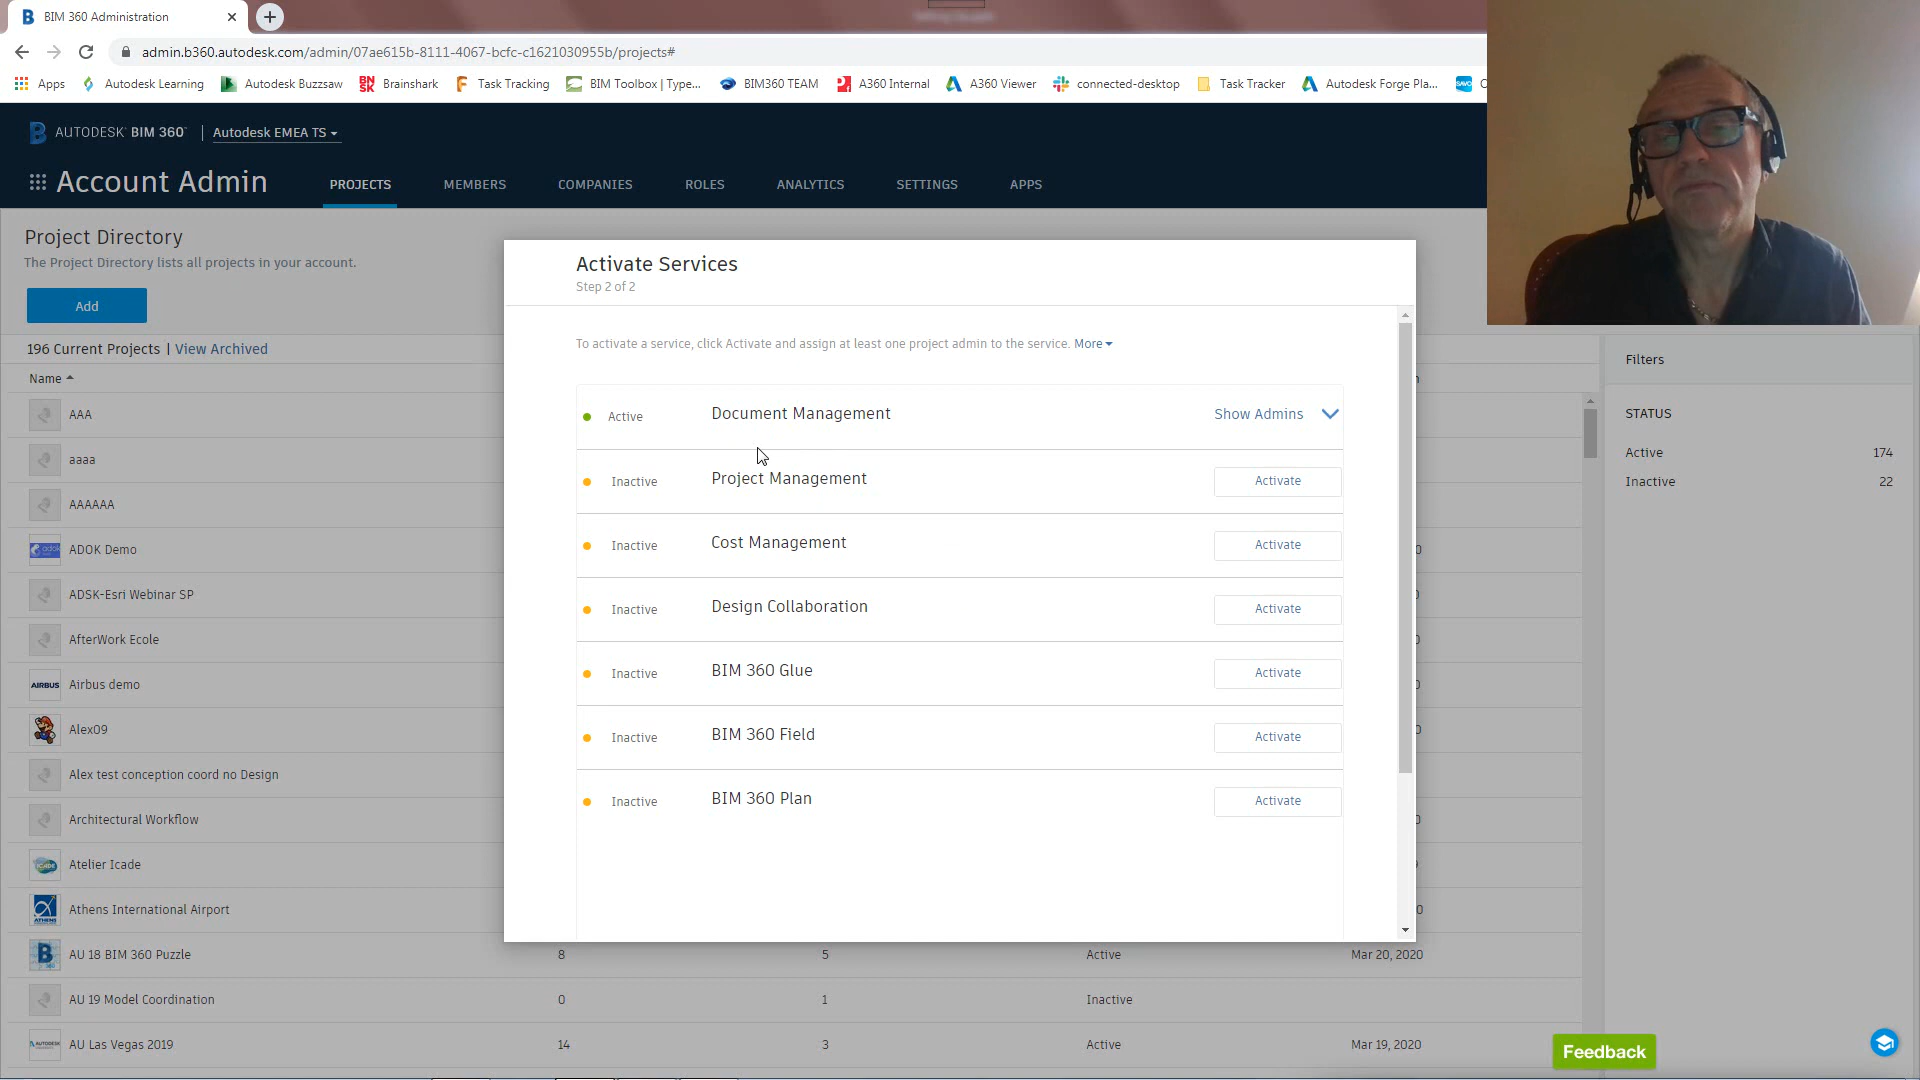 BIM 360 Administration
admin.b360.autodesk.com/admin/07ae615b-8111-4067-bcfc-c1621030955b/projects#
Apps Autodesk Learning Autodesk Buzzsaw Brainshark Task Tracking BIM Toolbox | Type... BIM360 TEAM A360 Internal A360 Viewer connected-desktop Task Tracker Autodesk Forge Pla...
AUTODESK BIM 360 | Autodesk EMEA TS
Account Admin PROJECTS MEMBERS COMPANIES ROLES ANALYTICS SETTINGS APPS
Project Directory
The Project Directory lists all projects in your account.
Add
196 Current Projects | View Archived
Name
AAA
aaaa
AAAAAA
ADOK Demo
ADSK-Esri Webinar SP
AfterWork Ecole
AIRBUS Airbus demo
Alex09
Alex test conception coord no Design
Architectural Workflow
Atelier Icade
Athens International Airport
AU 18 BIM 360 Puzzle 8 5 Active Mar 20, 2020
AU 19 Model Coordination 0 1 Inactive
AU Las Vegas 2019 14 3 Active Mar 19, 2020
Activate Services
Step 2 of 2
To activate a service, click Activate and assign at least one project admin to the service. More
Active Document Management Show Admins
Inactive Project Management Activate
Inactive Cost Management Activate
Inactive Design Collaboration Activate
Inactive BIM 360 Glue Activate
Inactive BIM 360 Field Activate
Inactive BIM 360 Plan Activate
Filters
STATUS
Active 174
Inactive 22
Feedback